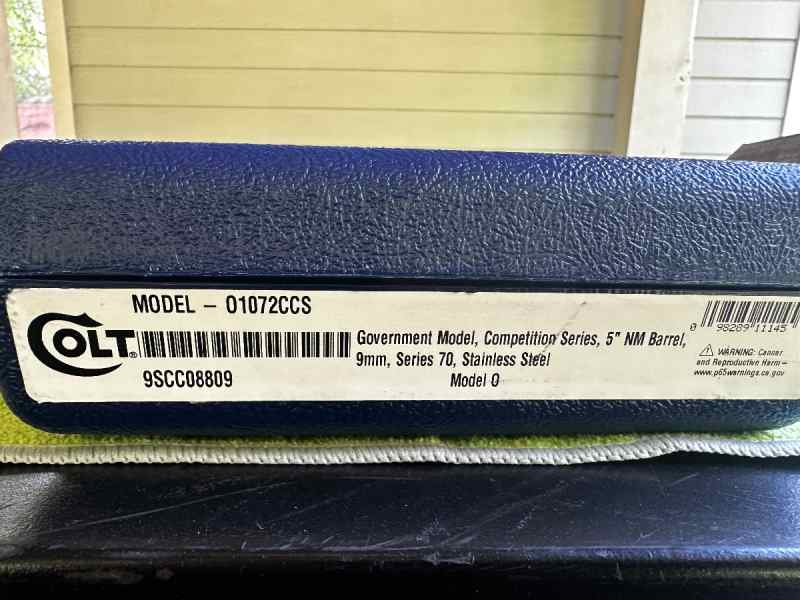 MODEL - O1072CCS
COLT®
9SCC08809
Government Model, Competition Series, 5" NM Barrel,
9mm, Series 70, Stainless Steel
Model O
0 98289 11145
WARNING: Cancer
and Reproductive Harm -
www.p65warnings.ca.gov